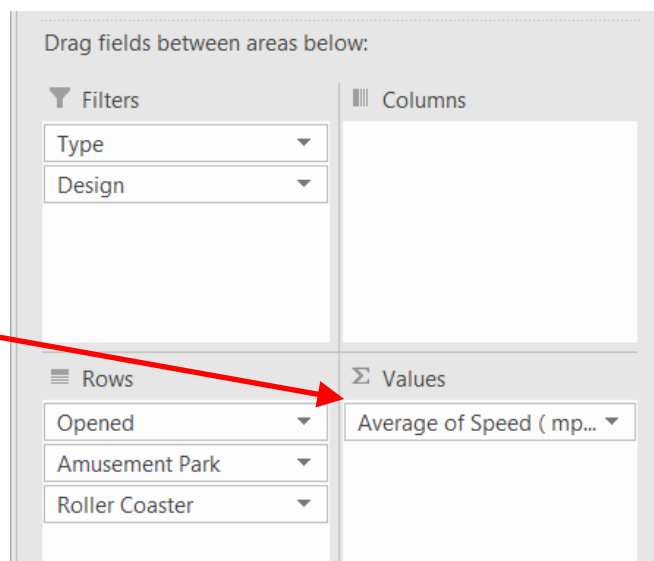 Drag fields between areas below:
Filters
Columns
Type
Design
Rows
Σ Values
Opened
Average of Speed ( mp...
Amusement Park
Roller Coaster